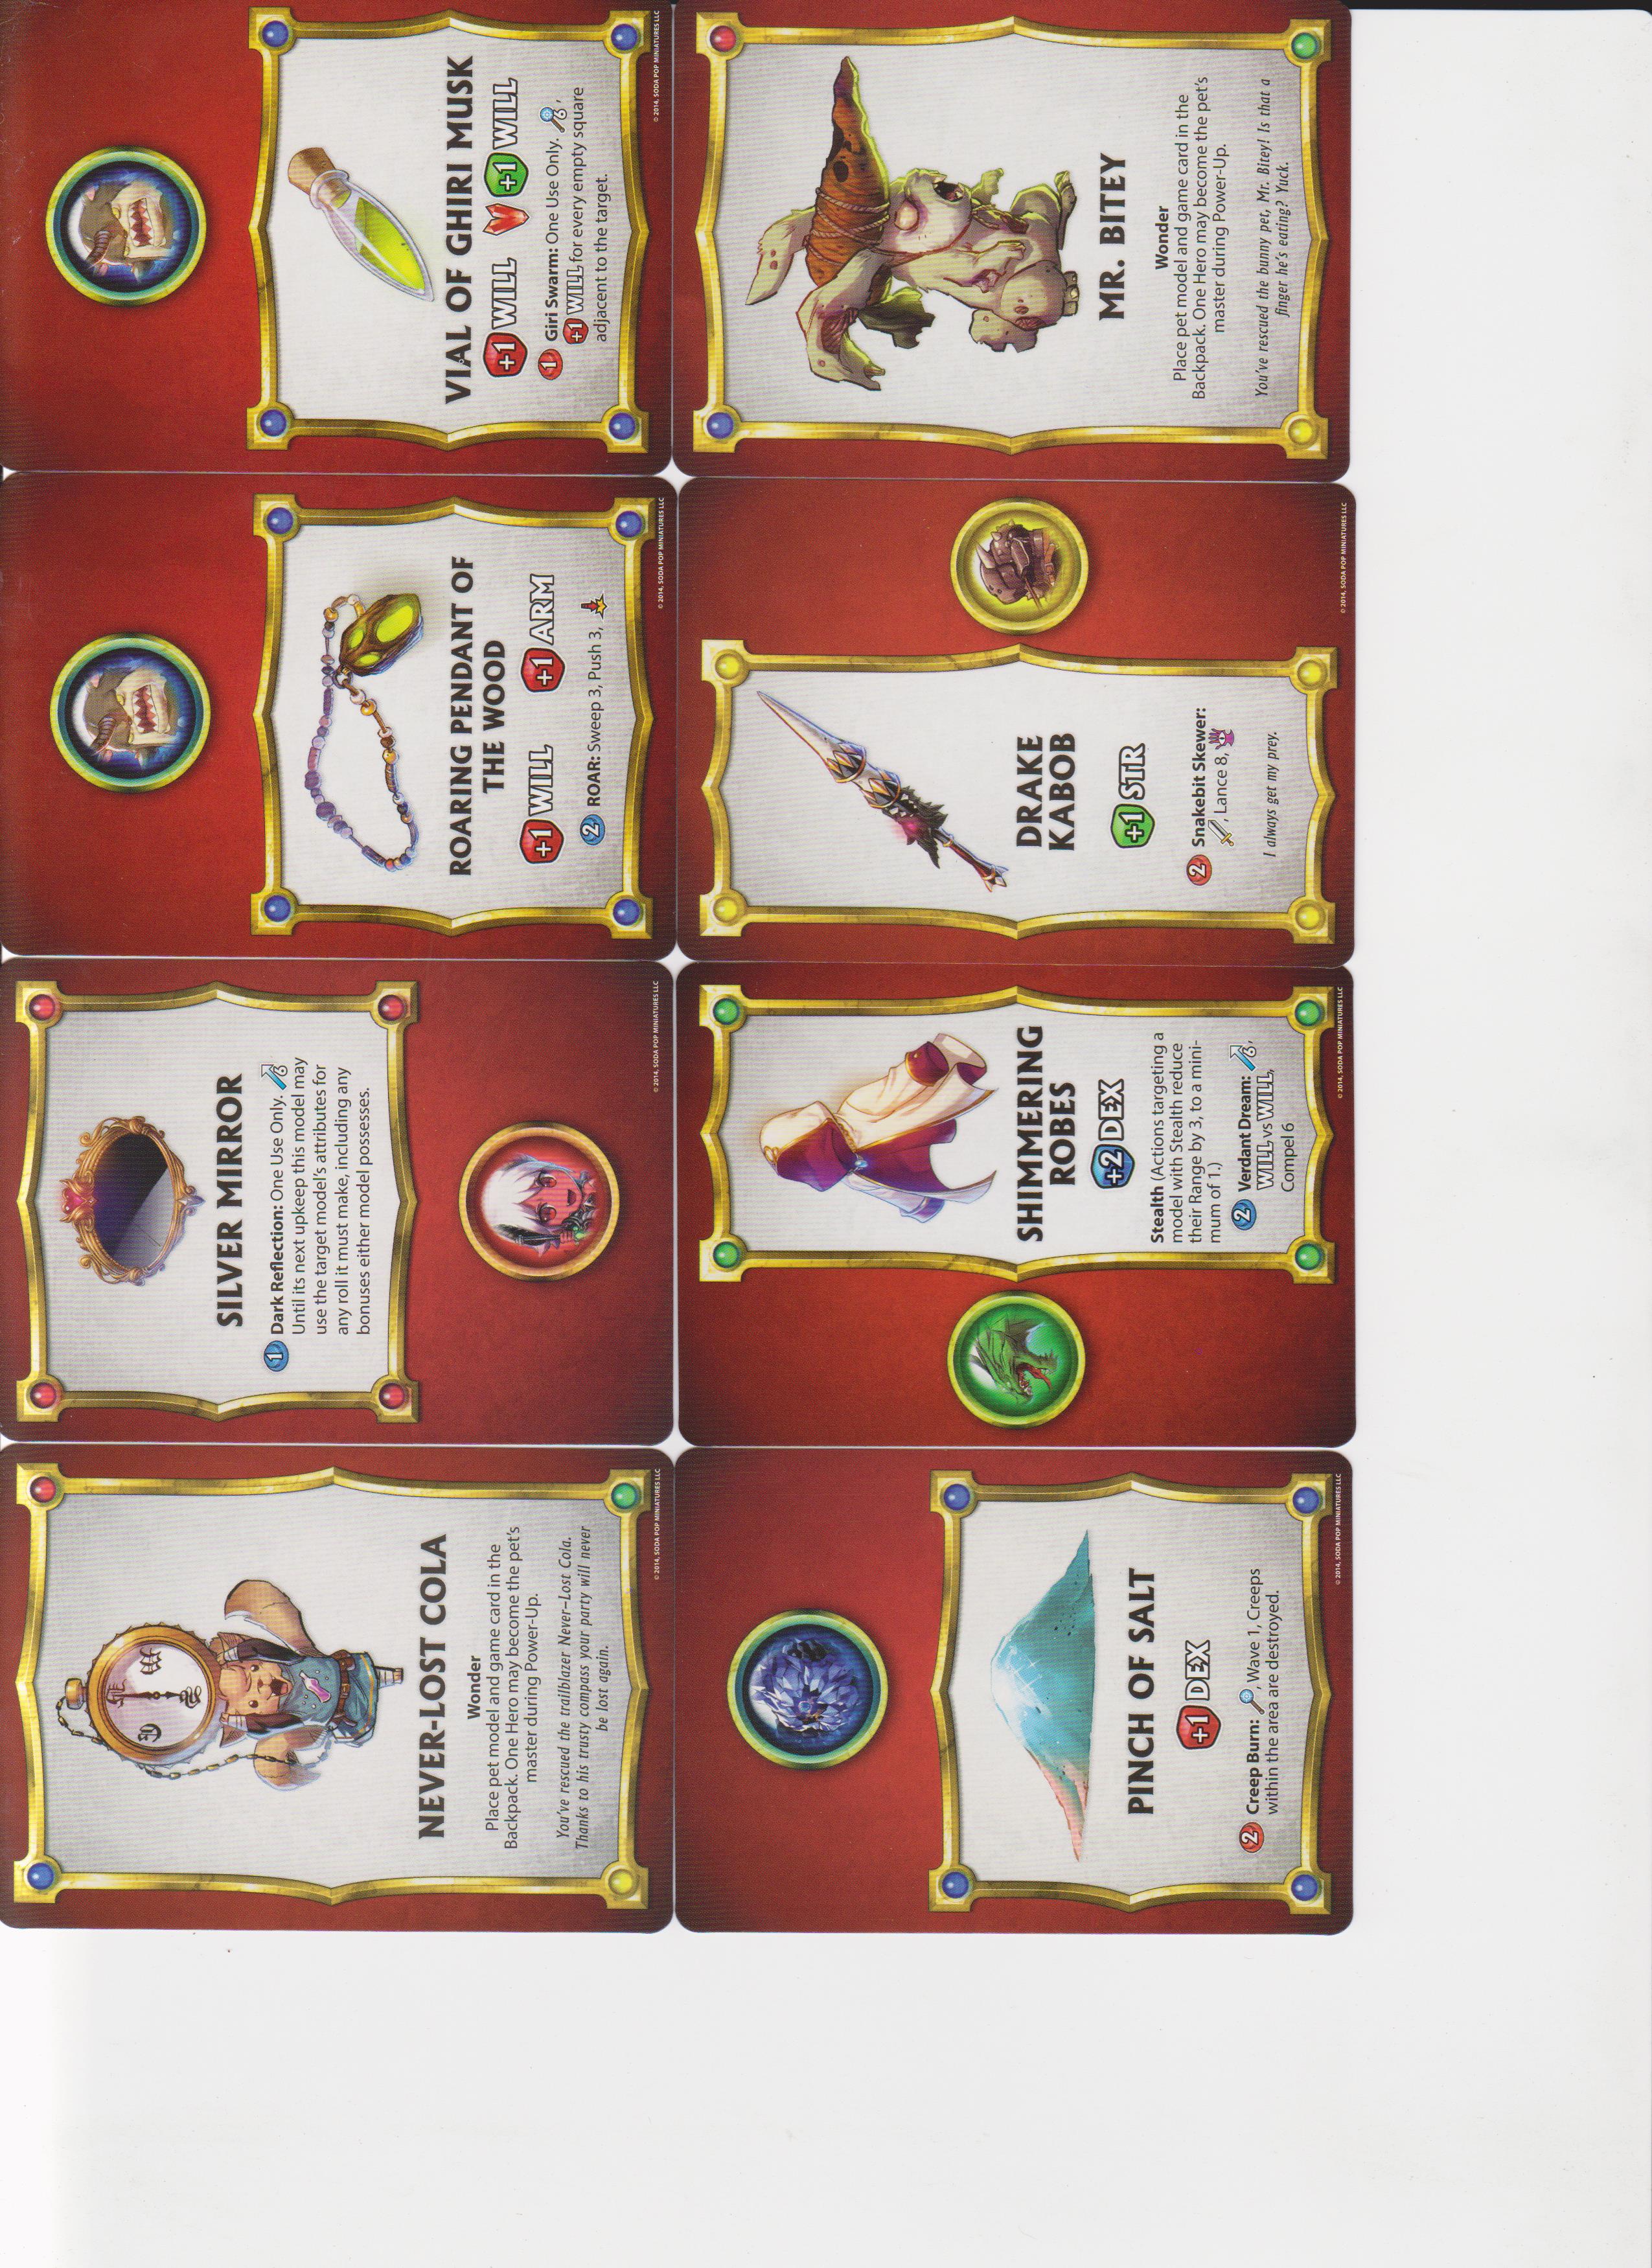 NEVER-LOST COLA
Wonder
Place pet model and game card in the
Backpack. One Hero may become the pet's
master during Power-Up.
You've rescued the trailblazer Never-Lost Cola.
Thanks to his trusty compass your party will never
be lost again.
© 2014, SODA POP MINIATURES LLC
SILVER MIRROR
1 Dark Reflection: One Use Only. 6
Until its next upkeep this model may
use the target model's attributes for
any roll it must make, including any
bonuses either model possesses.
© 2014, SODA POP MINIATURES LLC
ROARING PENDANT OF
THE WOOD
+1 WILL +1 ARM
2 ROAR: Sweep 3, Push 3,
© 2014, SODA POP MINIATURES LLC
VIAL OF GHIRI MUSK
+1 WILL +1 WILL
1 Giri Swarm: One Use Only. 6,
+1 WILL for every empty square
adjacent to the target.
© 2014, SODA POP MINIATURES LLC
PINCH OF SALT
+1 DEX
2 Creep Burn: , Wave 1, Creeps
within the area are destroyed.
© 2014, SODA POP MINIATURES LLC
SHIMMERING
ROBES
+2 DEX
Stealth (Actions targeting a
model with Stealth reduce
their Range by 3, to a mini-
mum of 1.)
2 Verdant Dream: 6,
WILL vs WILL,
Compel 6
© 2014, SODA POP MINIATURES LLC
DRAKE
KABOB
+1 STR
2 Snakebit Skewer:
, Lance 8,
I always get my prey.
© 2014, SODA POP MINIATURES LLC
MR. BITEY
Wonder
Place pet model and game card in the
Backpack. One Hero may become the pet's
master during Power-Up.
You've rescued the bunny pet, Mr. Bitey! Is that a
finger he's eating? Yuck.